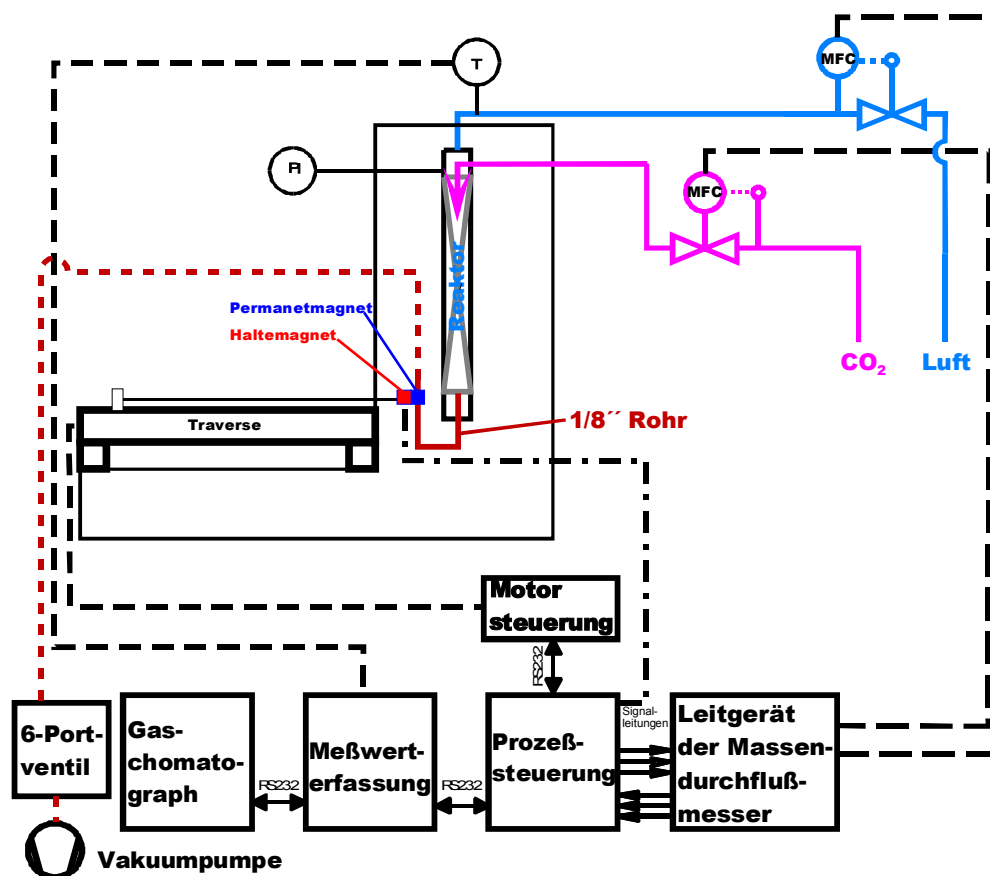 MFC
T
PI
MFC
Reaktor
Permanetmagnet
Haltemagnet
CO₂
Luft
Traverse
1/8´´ Rohr
Motor
steuerung
RS232
6-Port-
ventil
Gas-
chomato-
graph
RS232
Meßwert-
erfassung
RS232
Prozeß-
steuerung
Signal-
leitungen
Leitgerät
der Massen-
durchfluß-
messer
Vakuumpumpe